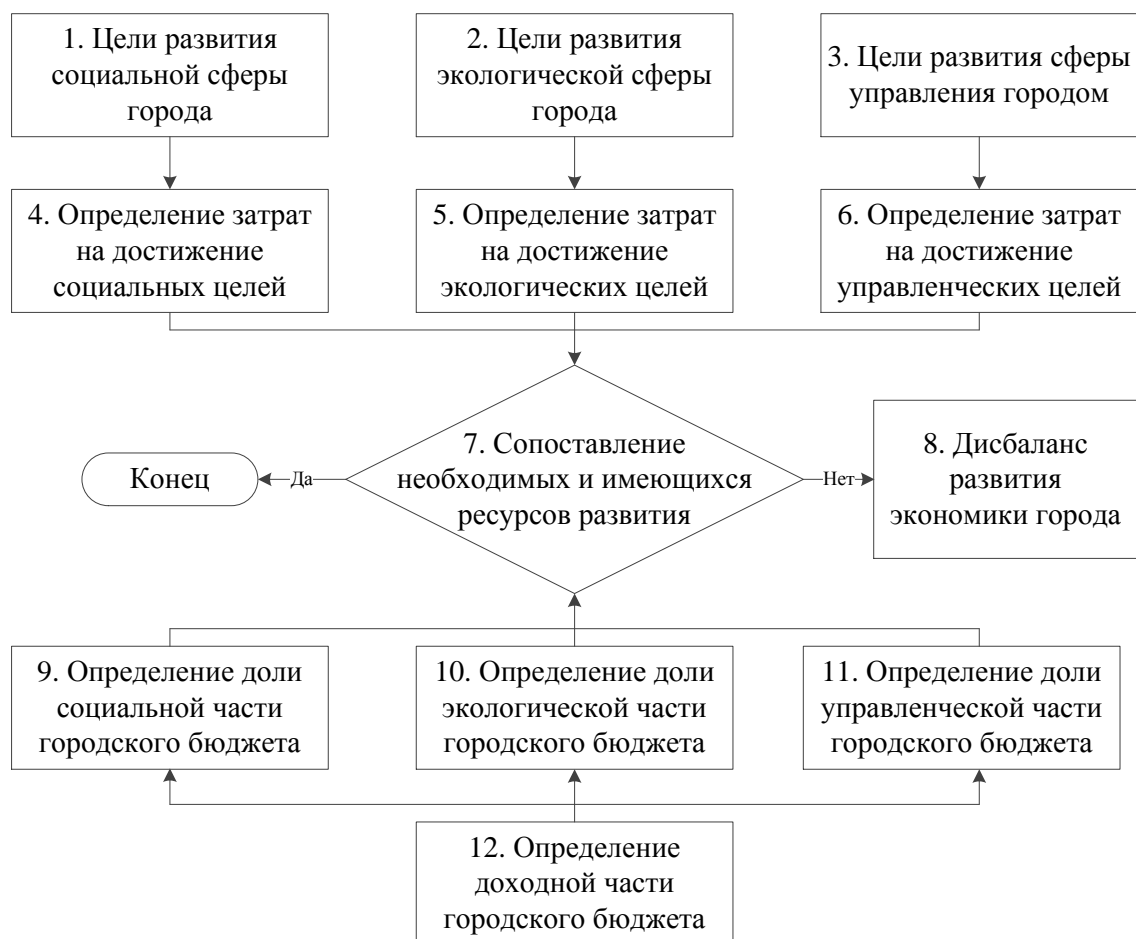 1. Цели развития
социальной сферы
города
2. Цели развития
экологической сферы
города
3. Цели развития сферы
управления городом
4. Определение затрат
на достижение
социальных целей
5. Определение затрат
на достижение
экологических целей
6. Определение затрат
на достижение
управленческих целей
Конец
Да
7. Сопоставление
необходимых и имеющихся
ресурсов развития
Нет
8. Дисбаланс
развития
экономики города
9. Определение доли
социальной части
городского бюджета
10. Определение доли
экологической части
городского бюджета
11. Определение доли
управленческой части
городского бюджета
12. Определение
доходной части
городского бюджета